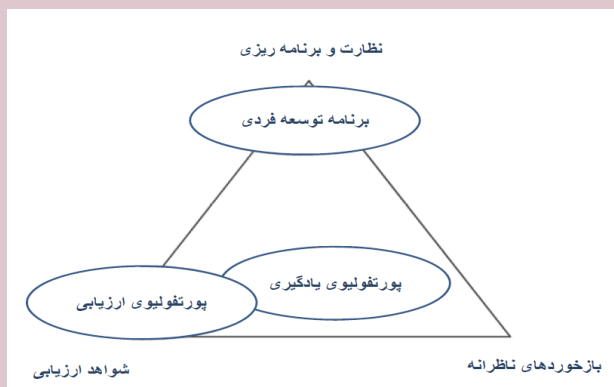 نظارت و برنامه ریزی
برنامه توسعه فردی
پورتفولیوی یادگیری
پورتفولیوی ارزیابی
بازخوردهای ناظرانه
شواهد ارزیابی